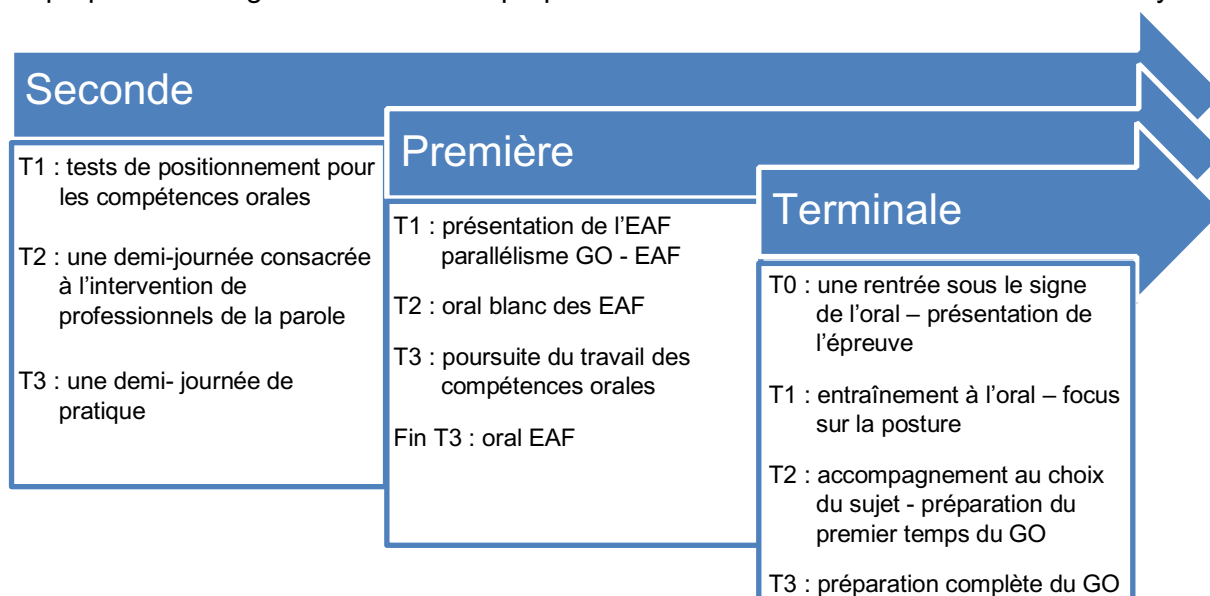 Seconde
T1 : tests de positionnement pour
les compétences orales
T2 : une demi-journée consacrée
à l’intervention de
professionnels de la parole
T3 : une demi- journée de
pratique
Première
T1 : présentation de l’EAF
parallélisme GO - EAF
T2 : oral blanc des EAF
T3 : poursuite du travail des
compétences orales
Fin T3 : oral EAF
Terminale
T0 : une rentrée sous le signe
de l’oral – présentation de
l’épreuve
T1 : entraînement à l’oral – focus
sur la posture
T2 : accompagnement au choix
du sujet - préparation du
premier temps du GO
T3 : préparation complète du GO